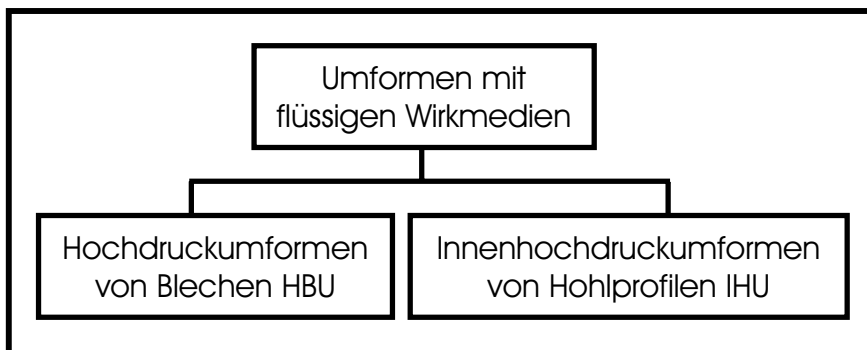 Umformen mit
flüssigen Wirkmedien
Hochdruckumformen
von Blechen HBU
Innenhochdruckumformen
von Hohlprofilen IHU